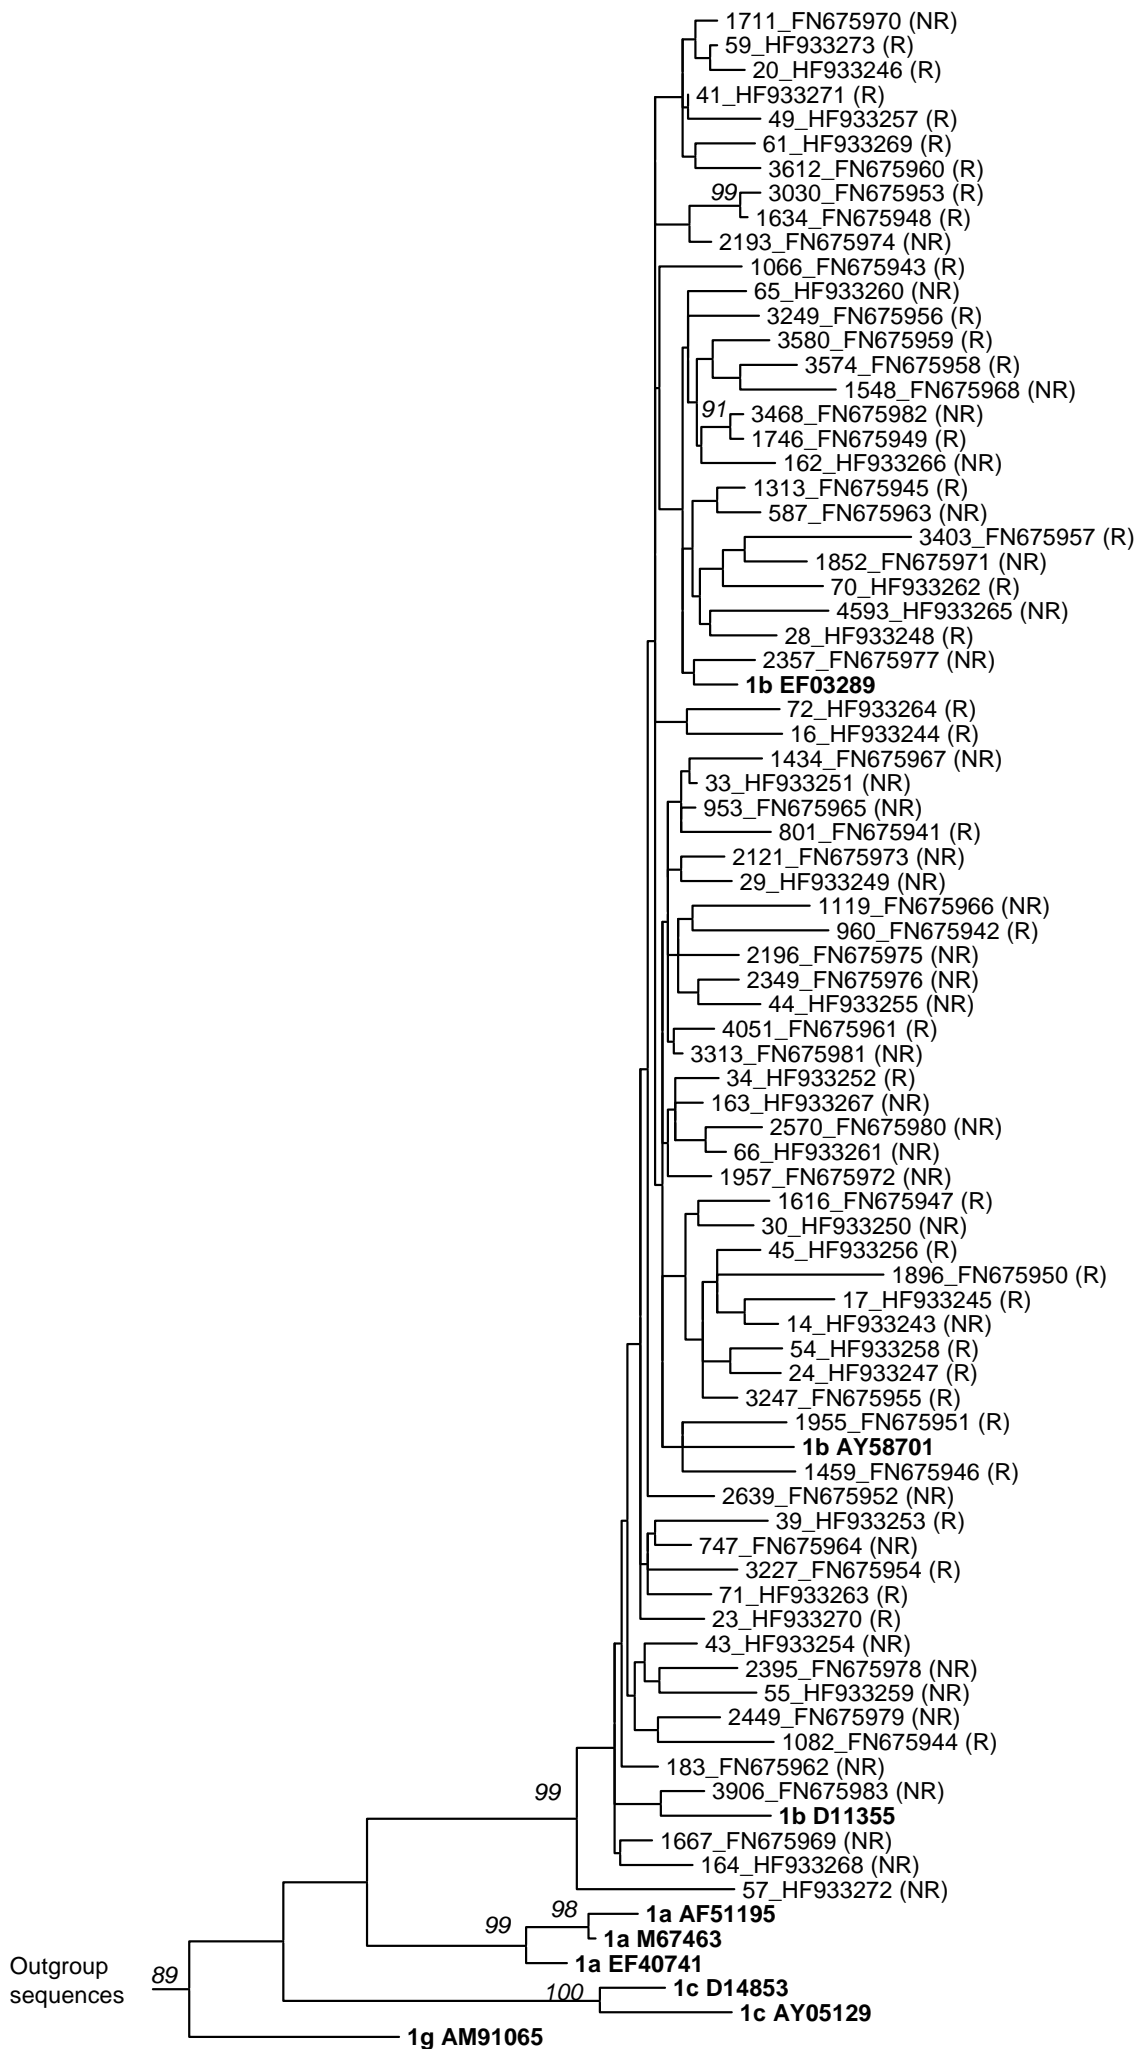 1711_FN675970 (NR)
59_HF933273 (R)
20_HF933246 (R)
41_HF933271 (R)
49_HF933257 (R)
61_HF933269 (R)
3612_FN675960 (R)
99
3030_FN675953 (R)
1634_FN675948 (R)
2193_FN675974 (NR)
1066_FN675943 (R)
65_HF933260 (NR)
3249_FN675956 (R)
3580_FN675959 (R)
3574_FN675958 (R)
1548_FN675968 (NR)
91
3468_FN675982 (NR)
1746_FN675949 (R)
162_HF933266 (NR)
1313_FN675945 (R)
587_FN675963 (NR)
3403_FN675957 (R)
1852_FN675971 (NR)
70_HF933262 (R)
4593_HF933265 (NR)
28_HF933248 (R)
2357_FN675977 (NR)
1b EF03289
72_HF933264 (R)
16_HF933244 (R)
1434_FN675967 (NR)
33_HF933251 (NR)
953_FN675965 (NR)
801_FN675941 (R)
2121_FN675973 (NR)
29_HF933249 (NR)
1119_FN675966 (NR)
960_FN675942 (R)
2196_FN675975 (NR)
2349_FN675976 (NR)
44_HF933255 (NR)
4051_FN675961 (R)
3313_FN675981 (NR)
34_HF933252 (R)
163_HF933267 (NR)
2570_FN675980 (NR)
66_HF933261 (NR)
1957_FN675972 (NR)
1616_FN675947 (R)
30_HF933250 (NR)
45_HF933256 (R)
1896_FN675950 (R)
17_HF933245 (R)
14_HF933243 (NR)
54_HF933258 (R)
24_HF933247 (R)
3247_FN675955 (R)
1955_FN675951 (R)
1b AY58701
1459_FN675946 (R)
2639_FN675952 (NR)
39_HF933253 (R)
747_FN675964 (NR)
3227_FN675954 (R)
71_HF933263 (R)
23_HF933270 (R)
43_HF933254 (NR)
2395_FN675978 (NR)
55_HF933259 (NR)
2449_FN675979 (NR)
1082_FN675944 (R)
183_FN675962 (NR)
99
3906_FN675983 (NR)
1b D11355
1667_FN675969 (NR)
164_HF933268 (NR)
57_HF933272 (NR)
98
1a AF51195
99
1a M67463
1a EF40741
Outgroup
sequences
89
1c D14853
100
1c AY05129
1g AM91065